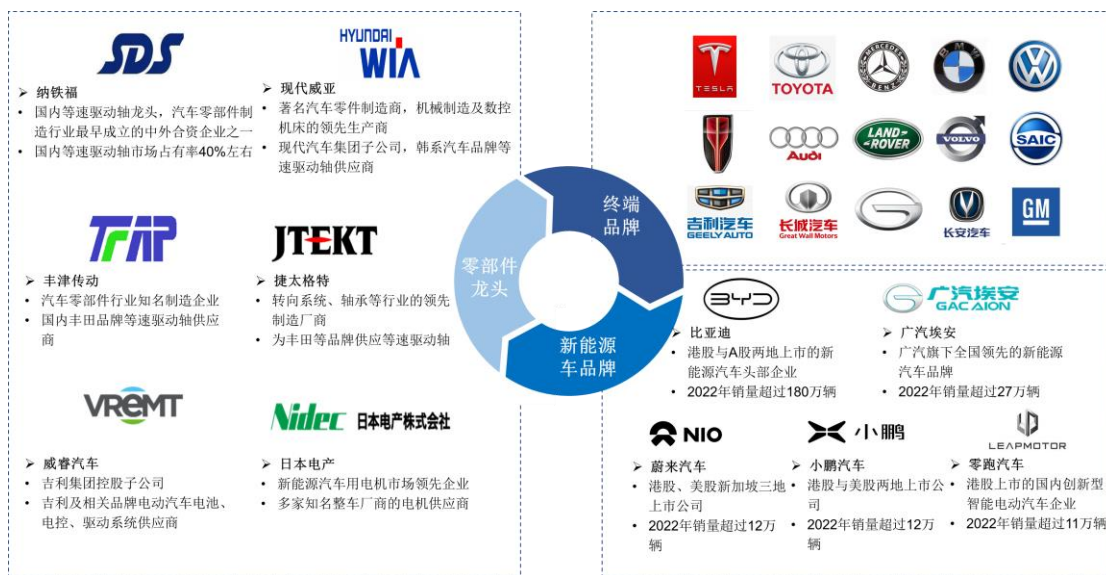 SDS
➢ 纳铁福
• 国内等速驱动轴龙头，汽车零部件制
造行业最早成立的中外合资企业之一
• 国内等速驱动轴市场占有率40%左右
HYUNDAI
WIA
➢ 现代威亚
• 著名汽车零件制造商，机械制造及数控
机床的领先生产商
• 现代汽车集团子公司，韩系汽车品牌等
速驱动轴供应商
TFAP
➢ 丰津传动
• 汽车零部件行业知名制造企业
• 国内丰田品牌等速驱动轴供应
商
JTEKT
➢ 捷太格特
• 转向系统、轴承等行业的领先
制造厂商
• 为丰田等品牌供应等速驱动轴
VREMT
➢ 威睿汽车
• 吉利集团控股子公司
• 吉利及相关品牌电动汽车电池、
电控、驱动系统供应商
Nidec 日本电产株式会社
➢ 日本电产
• 新能源汽车用电机市场领先企业
• 多家知名整车厂商的电机供应商
零部件
龙头
终端
品牌
新能源
车品牌
TESLA
TOYOTA
MERCEDES
BENZ
BMW
Audi
LAND-
ROVER
VOLVO
SAIC
吉利汽车
GEELY AUTO
长城汽车
Great Wall Motors
长安汽车
GM
BYD
➢ 比亚迪
• 港股与A股两地上市的新
能源汽车头部企业
• 2022年销量超过180万辆
广汽埃安
GAC AION
➢ 广汽埃安
• 广汽旗下全国领先的新能源
汽车品牌
• 2022年销量超过27万辆
NIO
➢ 蔚来汽车
• 港股、美股新加坡三地
上市公司
• 2022年销量超过12万
辆
小鹏
➢ 小鹏汽车
• 港股与美股两地上市公
司
• 2022年销量超过12万
辆
LEAPMOTOR
➢ 零跑汽车
• 港股上市的国内创新型
智能电动汽车企业
• 2022年销量超过11万辆